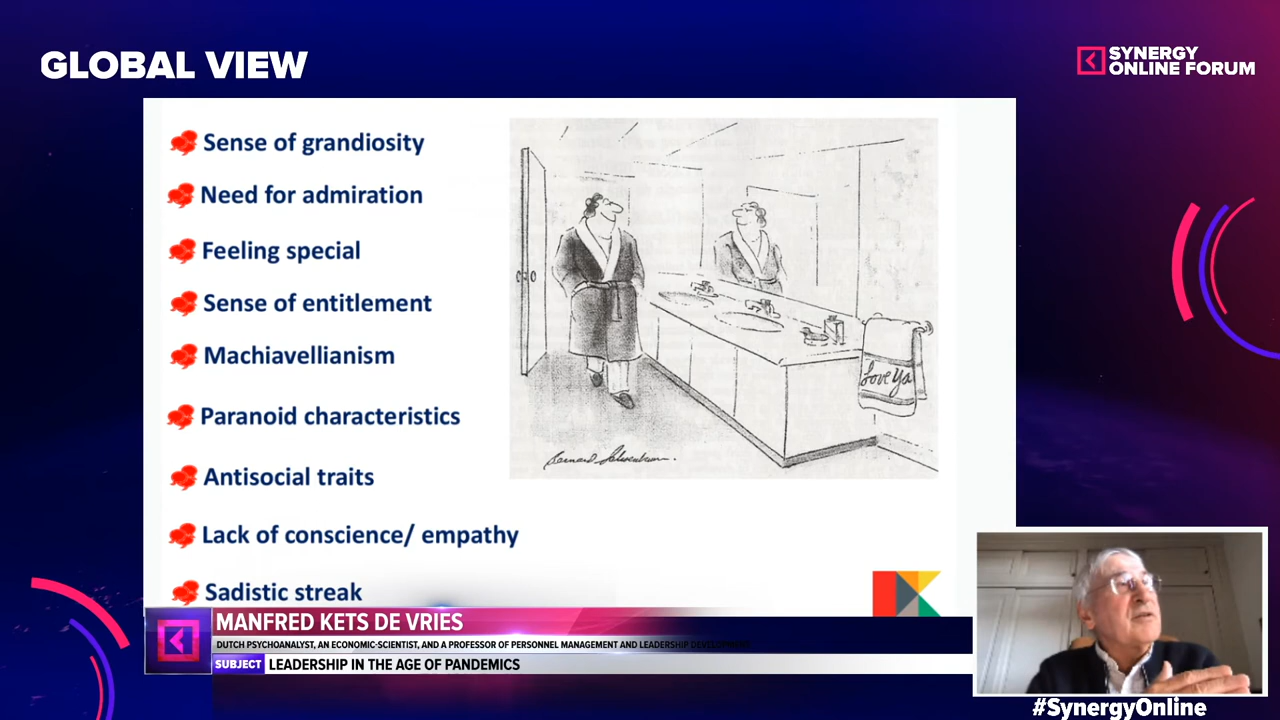 GLOBAL VIEW
SYNERGY
ONLINE FORUM
Sense of grandiosity
Need for admiration
Feeling special
Sense of entitlement
Machiavellianism
Paranoid characteristics
Antisocial traits
Lack of conscience/ empathy
Sadistic streak
Love Ya
MANFRED KETS DE VRIES
DUTCH PSYCHOANALYST, AN ECONOMIC-SCIENTIST, AND A PROFESSOR OF PERSONNEL MANAGEMENT AND LEADERSHIP DEVELOPMENT
SUBJECT LEADERSHIP IN THE AGE OF PANDEMICS
#SynergyOnline